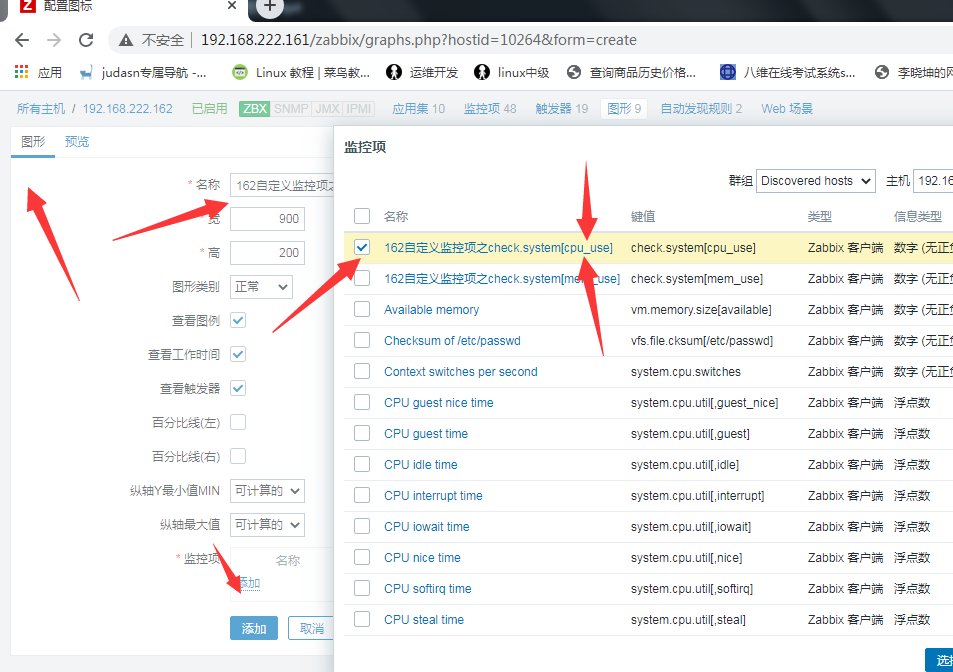 Z 配置图标
不安全 192.168.222.161/zabbix/graphs.php?hostid=10264&form=create
应用 judasn专属导航 -... Linux 教程 | 菜鸟教... 运维开发 linux中级 查询商品历史价格... 八维在线考试系统s... 李晓坤的网
所有主机 / 192.168.222.162 已启用 ZBX SNMP JMX IPMI 应用集 10 监控项 48 触发器 19 图形 9 自动发现规则 2 Web 场景
图形 预览
监控项
群组 Discovered hosts 主机 192.16
* 名称 162自定义监控项之
* 宽 900
* 高 200
图形类别 正常
查看图例
查看工作时间
查看触发器
百分比线(左)
百分比线(右)
纵轴Y最小值MIN 可计算的
纵轴最大值 可计算的
* 监控项 名称
添加
添加 取消
名称 键值 类型 信息类型
162自定义监控项之check.system[cpu_use] check.system[cpu_use] Zabbix 客户端 数字 (无正
162自定义监控项之check.system[mem_use] check.system[mem_use] Zabbix 客户端 数字 (无正
Available memory vm.memory.size[available] Zabbix 客户端 数字 (无正
Checksum of /etc/passwd vfs.file.cksum[/etc/passwd] Zabbix 客户端 数字 (无正
Context switches per second system.cpu.switches Zabbix 客户端 数字 (无正
CPU guest nice time system.cpu.util[,guest_nice] Zabbix 客户端 浮点数
CPU guest time system.cpu.util[,guest] Zabbix 客户端 浮点数
CPU idle time system.cpu.util[,idle] Zabbix 客户端 浮点数
CPU interrupt time system.cpu.util[,interrupt] Zabbix 客户端 浮点数
CPU iowait time system.cpu.util[,iowait] Zabbix 客户端 浮点数
CPU nice time system.cpu.util[,nice] Zabbix 客户端 浮点数
CPU softirq time system.cpu.util[,softirq] Zabbix 客户端 浮点数
CPU steal time system.cpu.util[,steal] Zabbix 客户端 浮点数
选择